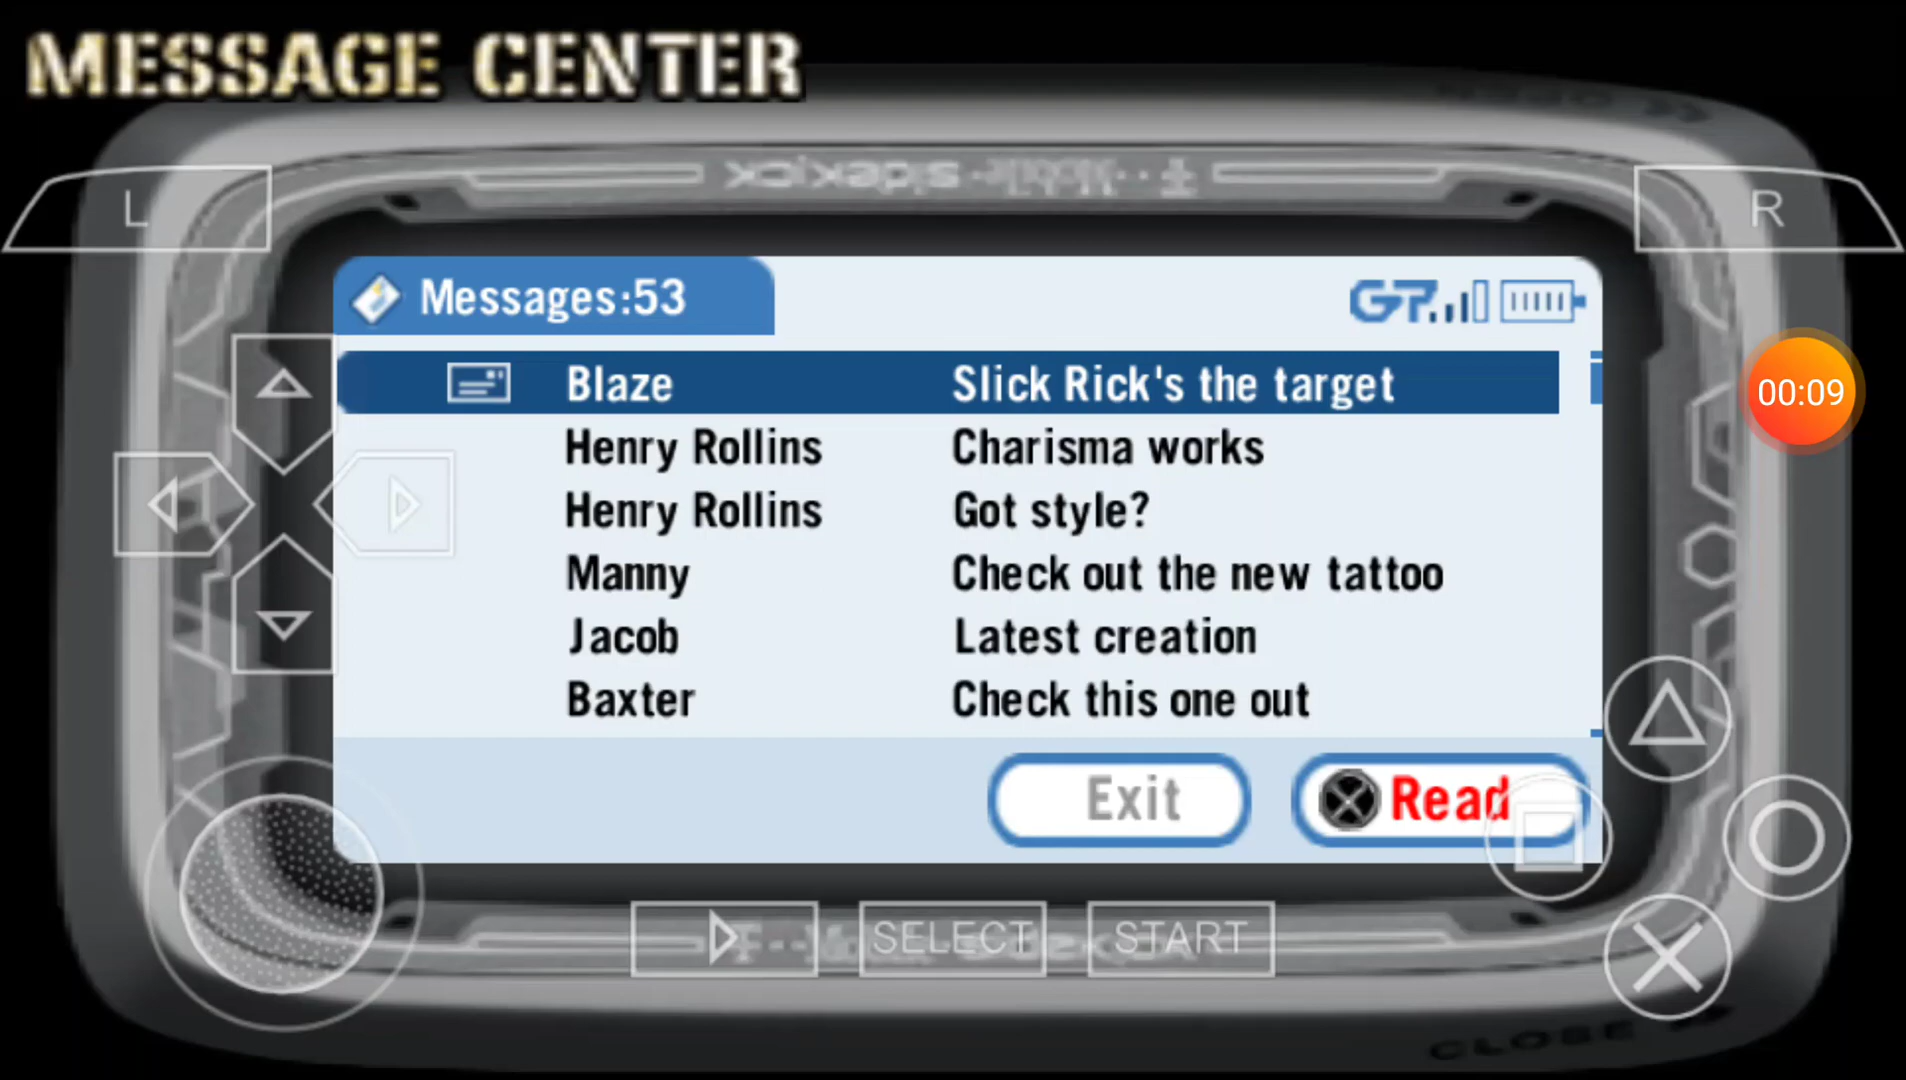 MESSAGE CENTER
L
R
Messages:53
Blaze Slick Rick's the target
Henry Rollins Charisma works
Henry Rollins Got style?
Manny Check out the new tattoo
Jacob Latest creation
Baxter Check this one out
00:09
Exit Read
SELECT START
CLOSE